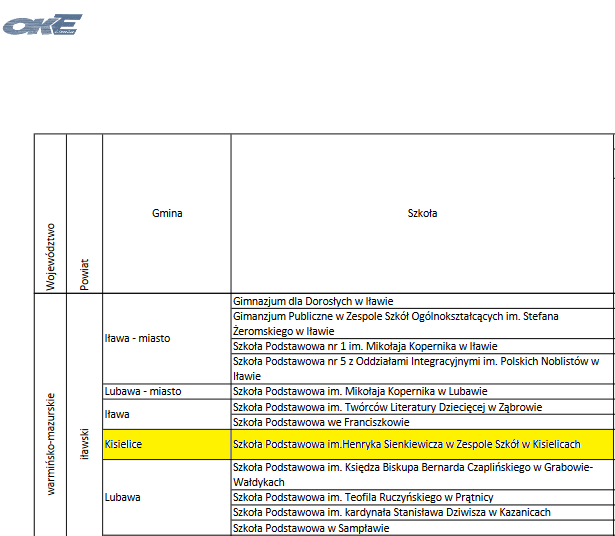 OKE
Województwo
Powiat
Gmina
Szkoła
warmińsko-mazurskie
iławski
Iława - miasto
Gimnazjum dla Dorosłych w Iławie
Gimanzjum Publiczne w Zespole Szkół Ogólnokształcących im. Stefana
Żeromskiego w Iławie
Szkoła Podstawowa nr 1 im. Mikołaja Kopernika w Iławie
Szkoła Podstawowa nr 5 z Oddziałami Integracyjnymi im. Polskich Noblistów w
Iławie
Lubawa - miasto
Szkoła Podstawowa im. Mikołaja Kopernika w Lubawie
Iława
Szkoła Podstawowa im. Twórców Literatury Dziecięcej w Ząbrowie
Szkoła Podstawowa we Franciszkowie
Kisielice
Szkoła Podstawowa im.Henryka Sienkiewicza w Zespole Szkół w Kisielicach
Lubawa
Szkoła Podstawowa im. Księdza Biskupa Bernarda Czaplińskiego w Grabowie-
Wałdykach
Szkoła Podstawowa im. Teofila Ruczyńskiego w Prątnicy
Szkoła Podstawowa im. kardynała Stanisława Dziwisza w Kazanicach
Szkoła Podstawowa w Sampławie